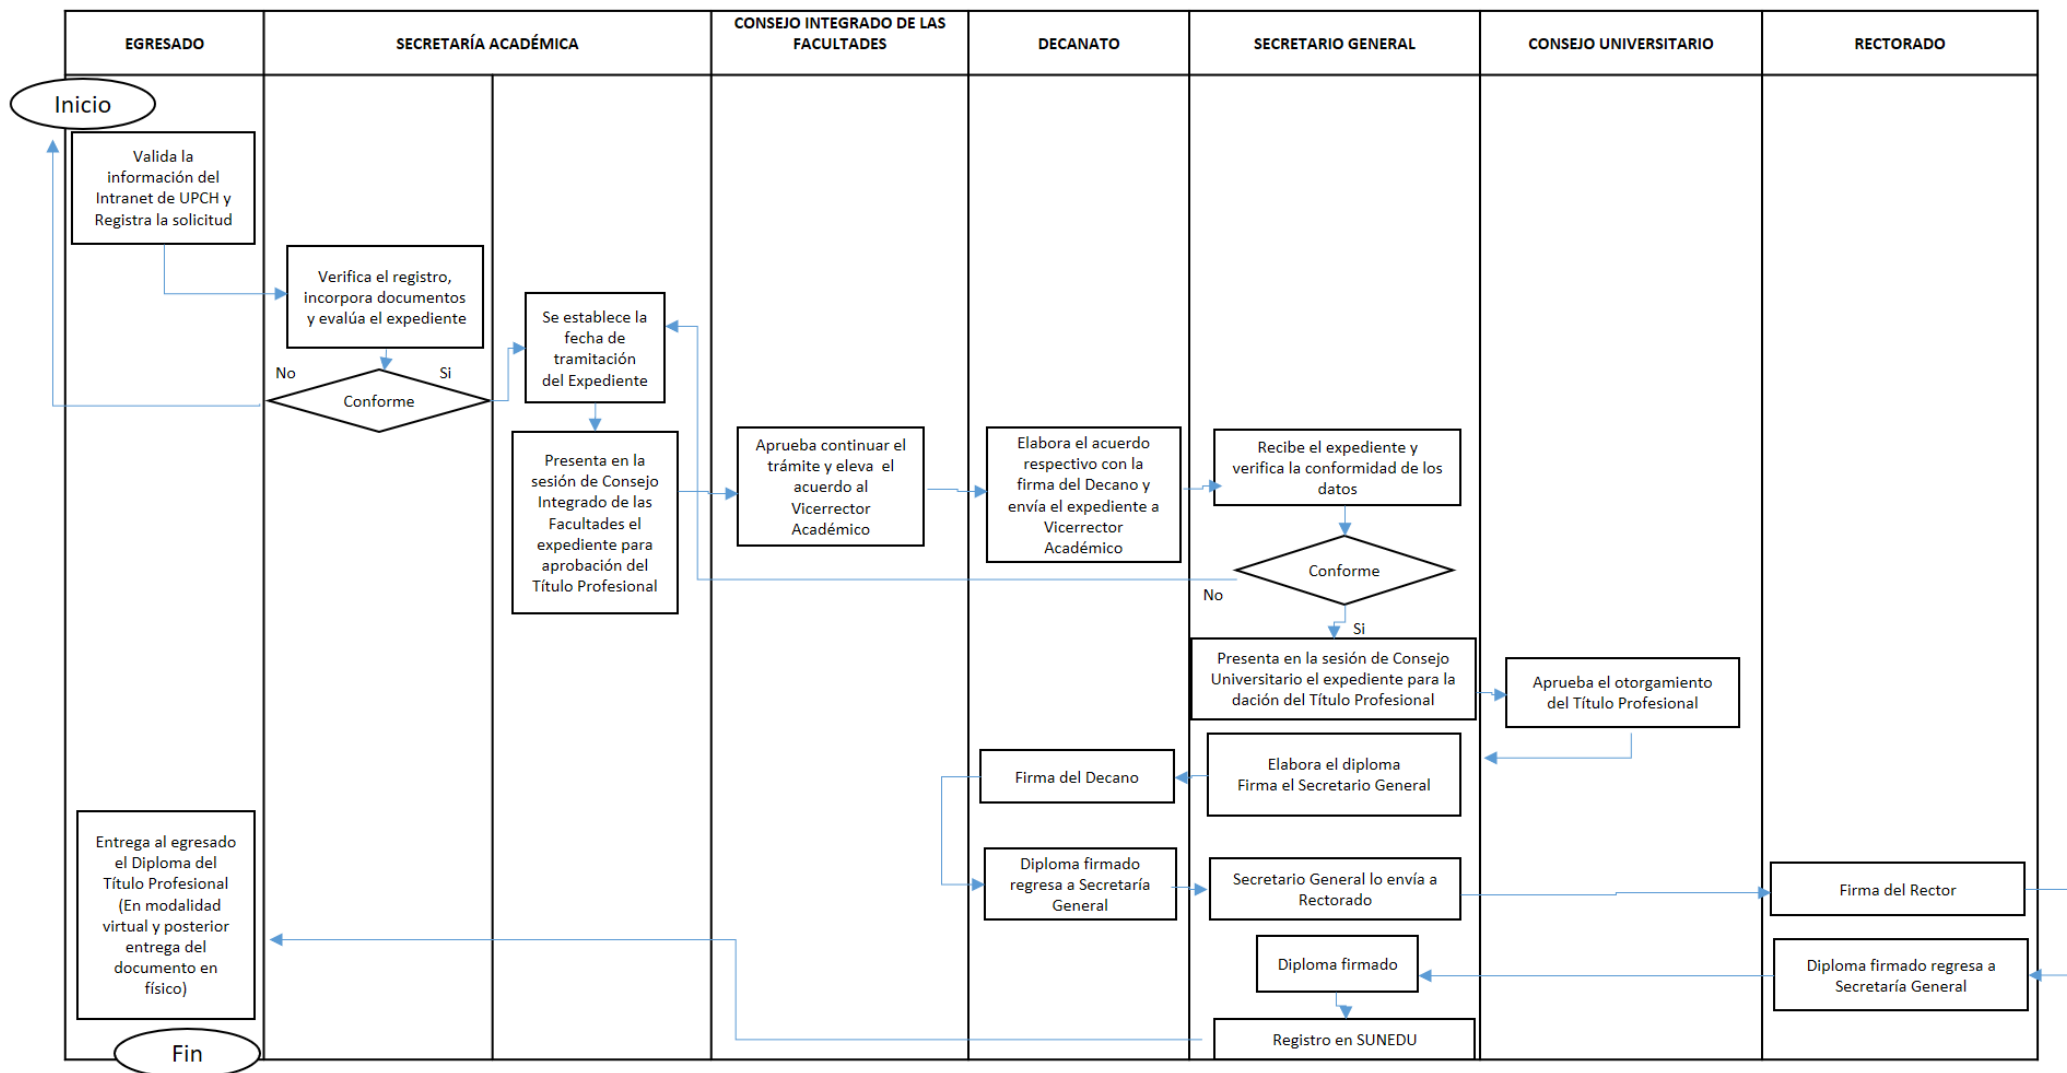 EGRESADO
SECRETARÍA ACADÉMICA
CONSEJO INTEGRADO DE LAS
FACULTADES
DECANATO
SECRETARIO GENERAL
CONSEJO UNIVERSITARIO
RECTORADO
Inicio
Valida la
información del
Intranet de UPCH y
Registra la solicitud
Verifica el registro,
incorpora documentos
y evalúa el expediente
No
Si
Conforme
Se establece la
fecha de
tramitación
del Expediente
Presenta en la
sesión de Consejo
Integrado de las
Facultades el
expediente para
aprobación del
Título Profesional
Aprueba continuar el
trámite y eleva el
acuerdo al
Vicerrector
Académico
Elabora el acuerdo
respectivo con la
firma del Decano y
envía el expediente a
Vicerrector
Académico
Recibe el expediente y
verifica la conformidad de los
datos
Conforme
No
Si
Presenta en la sesión de Consejo
Universitario el expediente para la
dación del Título Profesional
Aprueba el otorgamiento
del Título Profesional
Elabora el diploma
Firma el Secretario General
Firma del Decano
Diploma firmado
regresa a Secretaría
General
Secretario General lo envía a
Rectorado
Firma del Rector
Diploma firmado regresa a
Secretaría General
Diploma firmado
Registro en SUNEDU
Entrega al egresado
el Diploma del
Título Profesional
(En modalidad
virtual y posterior
entrega del
documento en
físico)
Fin